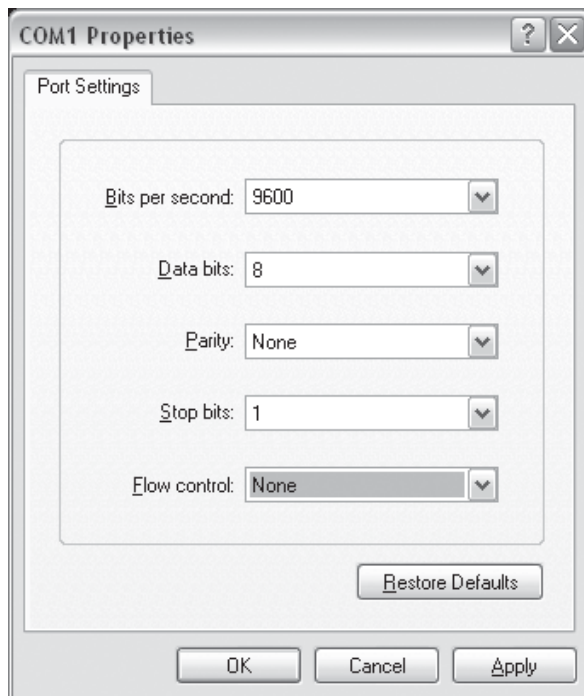 COM1 Properties
Port Settings
Bits per second: 9600
Data bits: 8
Parity: None
Stop bits: 1
Flow control: None
Restore Defaults
OK Cancel Apply